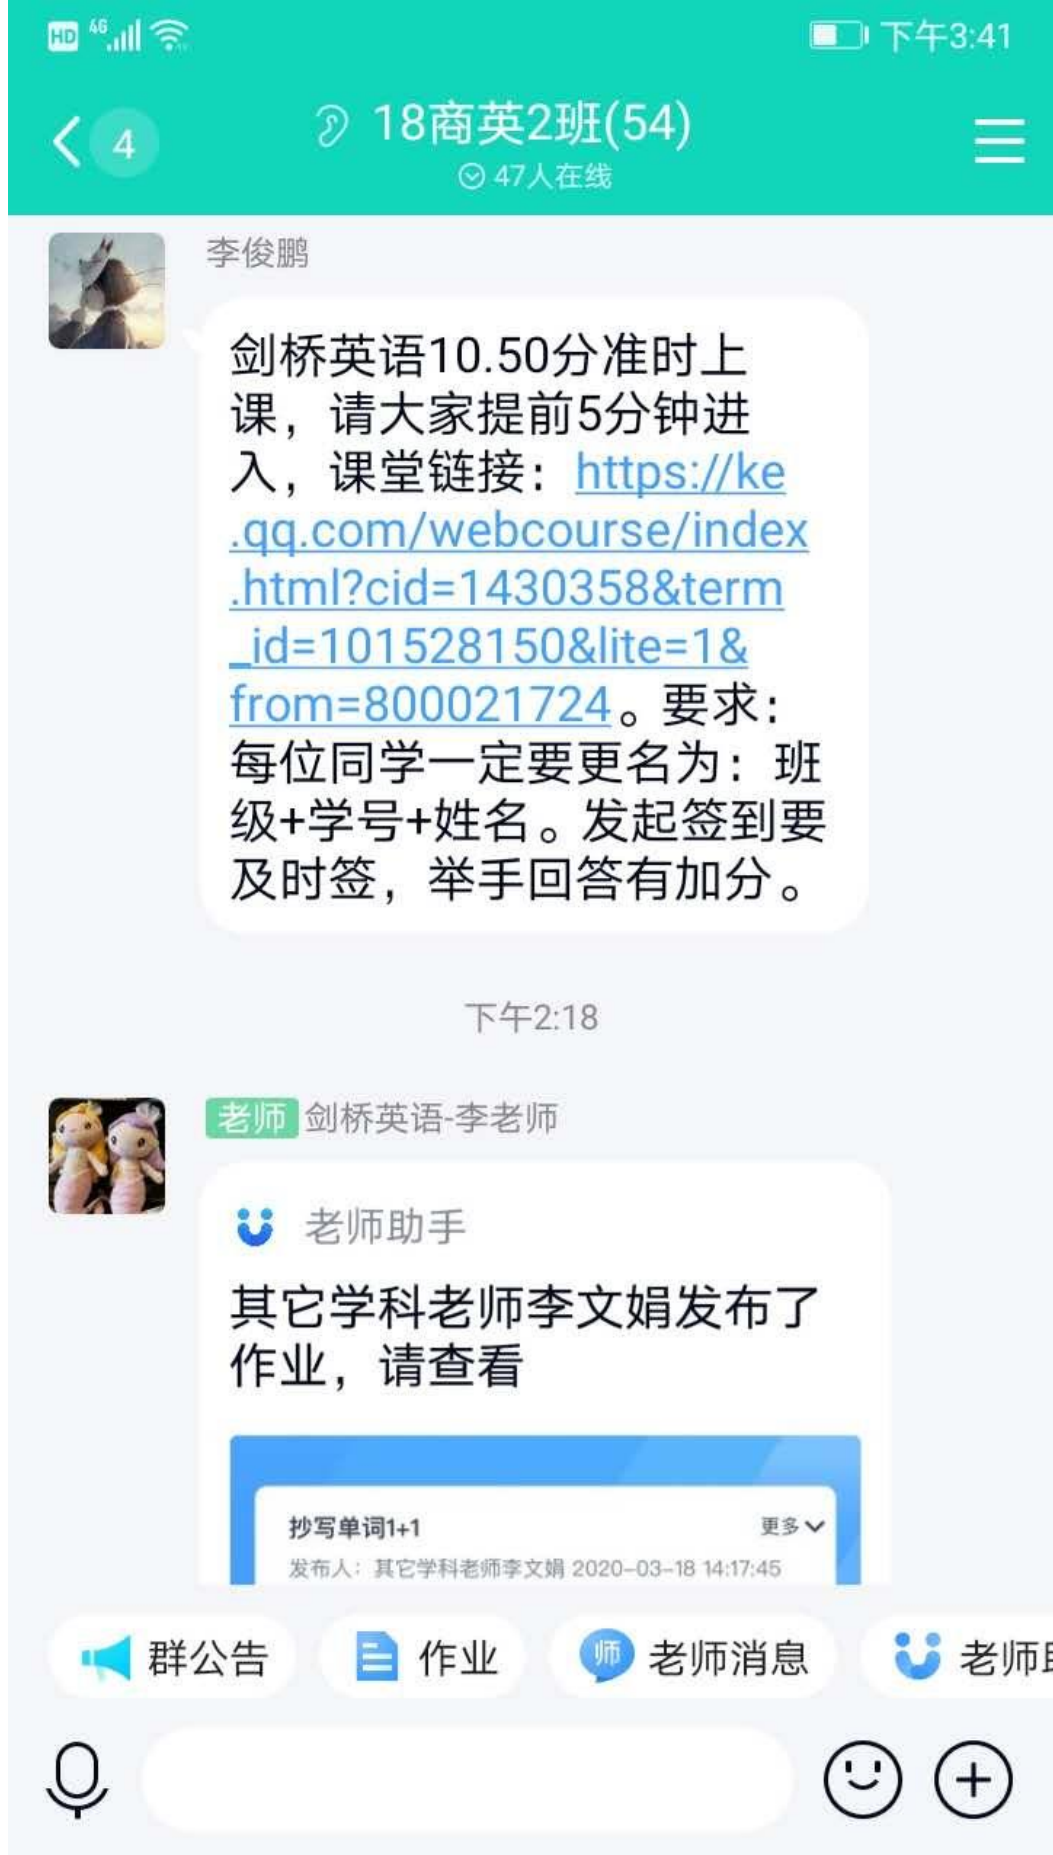 HD 4G 下午3:41
4 18商英2班(54)
47人在线
李俊鹏
剑桥英语10.50分准时上
课，请大家提前5分钟进
入，课堂链接：https://ke
.qq.com/webcourse/index
.html?cid=1430358&term
_id=101528150&lite=1&
from=800021724。要求：
每位同学一定要更名为：班
级+学号+姓名。发起签到要
及时签，举手回答有加分。
下午2:18
老师 剑桥英语-李老师
老师助手
其它学科老师李文娟发布了
作业，请查看
抄写单词1+1 更多
发布人：其它学科老师李文娟 2020-03-18 14:17:45
群公告 作业 师 老师消息 老师